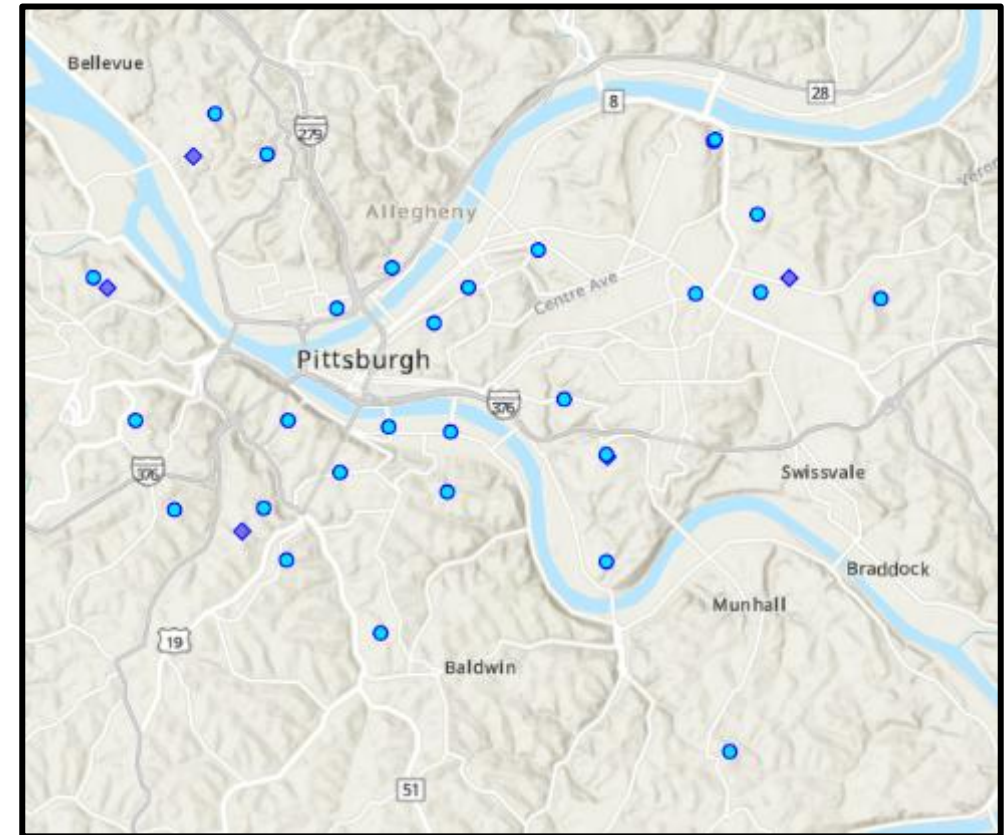 Bellevue
8
28
279
Allegheny
Centre Ave
Pittsburgh
376
376
Swissvale
Braddock
Munhall
19
Baldwin
51